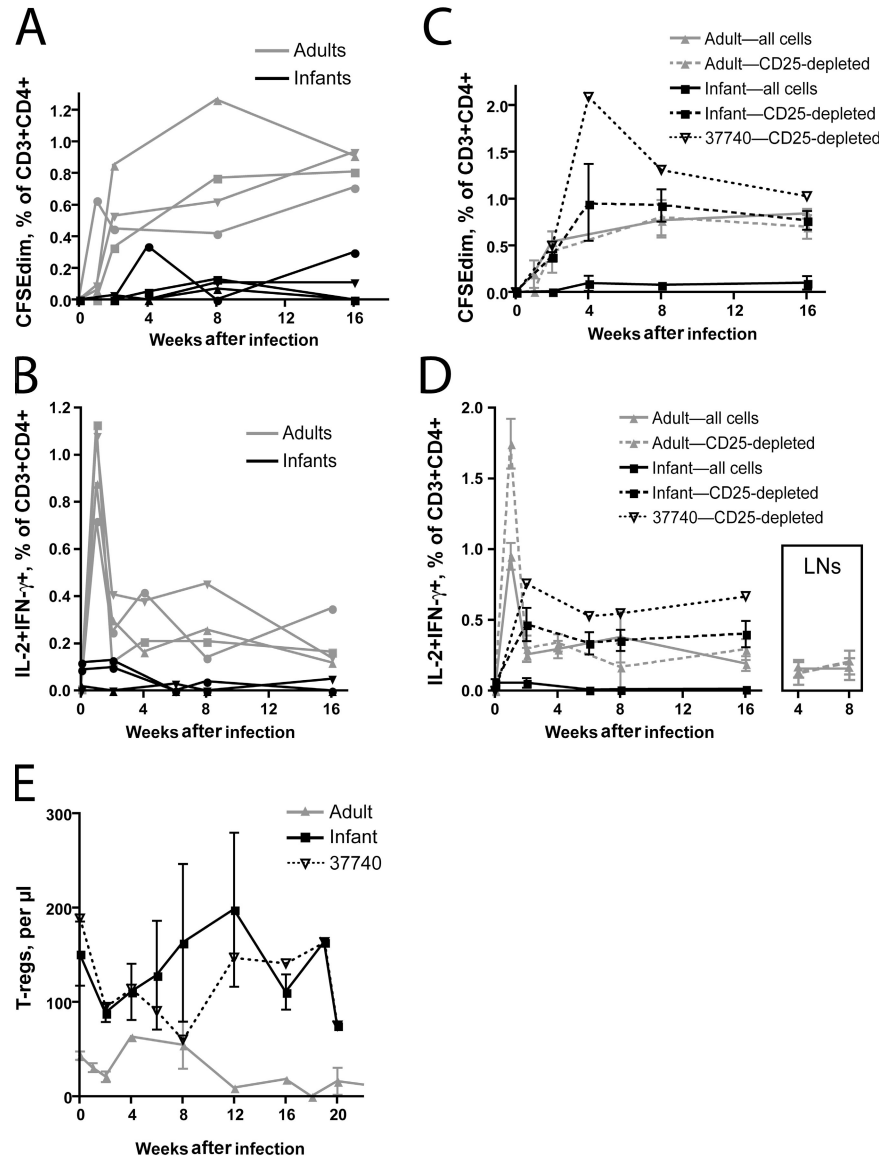 A
Adults
Infants
CFSEdim, % of CD3+CD4+
1.2
1.0
0.8
0.6
0.4
0.2
0.0
0 4 8 12 16
Weeks after infection
C
Adult—all cells
Adult—CD25-depleted
Infant—all cells
Infant—CD25-depleted
37740—CD25-depleted
CFSEdim, % of CD3+CD4+
2.0
1.5
1.0
0.5
0.0
0 4 8 12 16
Weeks after infection
B
Adults
Infants
IL-2+IFN-γ+, % of CD3+CD4+
1.2
1.0
0.8
0.6
0.4
0.2
0.0
0 4 8 12 16
Weeks after infection
D
Adult—all cells
Adult—CD25-depleted
Infant—all cells
Infant—CD25-depleted
37740—CD25-depleted
IL-2+IFN-γ+, % of CD3+CD4+
2.0
1.5
1.0
0.5
0.0
0 4 8 12 16
Weeks after infection
LNs
4 8
E
Adult
Infant
37740
T-regs, per µl
300
200
100
0
0 4 8 12 16 20
Weeks after infection